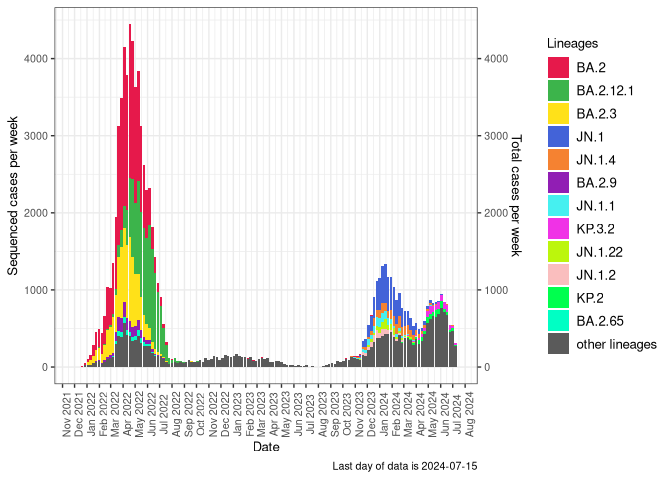 Sequenced cases per week
4000
3000
2000
1000
0
4000
3000
2000
1000
0
Total cases per week
Nov 2021
Dec 2021
Jan 2022
Feb 2022
Mar 2022
Apr 2022
May 2022
Jun 2022
Jul 2022
Aug 2022
Sep 2022
Oct 2022
Nov 2022
Dec 2022
Jan 2023
Feb 2023
Mar 2023
Apr 2023
May 2023
Jun 2023
Jul 2023
Aug 2023
Sep 2023
Oct 2023
Nov 2023
Dec 2023
Jan 2024
Feb 2024
Mar 2024
Apr 2024
May 2024
Jun 2024
Jul 2024
Aug 2024
Date
Last day of data is 2024-07-15
Lineages
BA.2
BA.2.12.1
BA.2.3
JN.1
JN.1.4
BA.2.9
JN.1.1
KP.3.2
JN.1.22
JN.1.2
KP.2
BA.2.65
other lineages